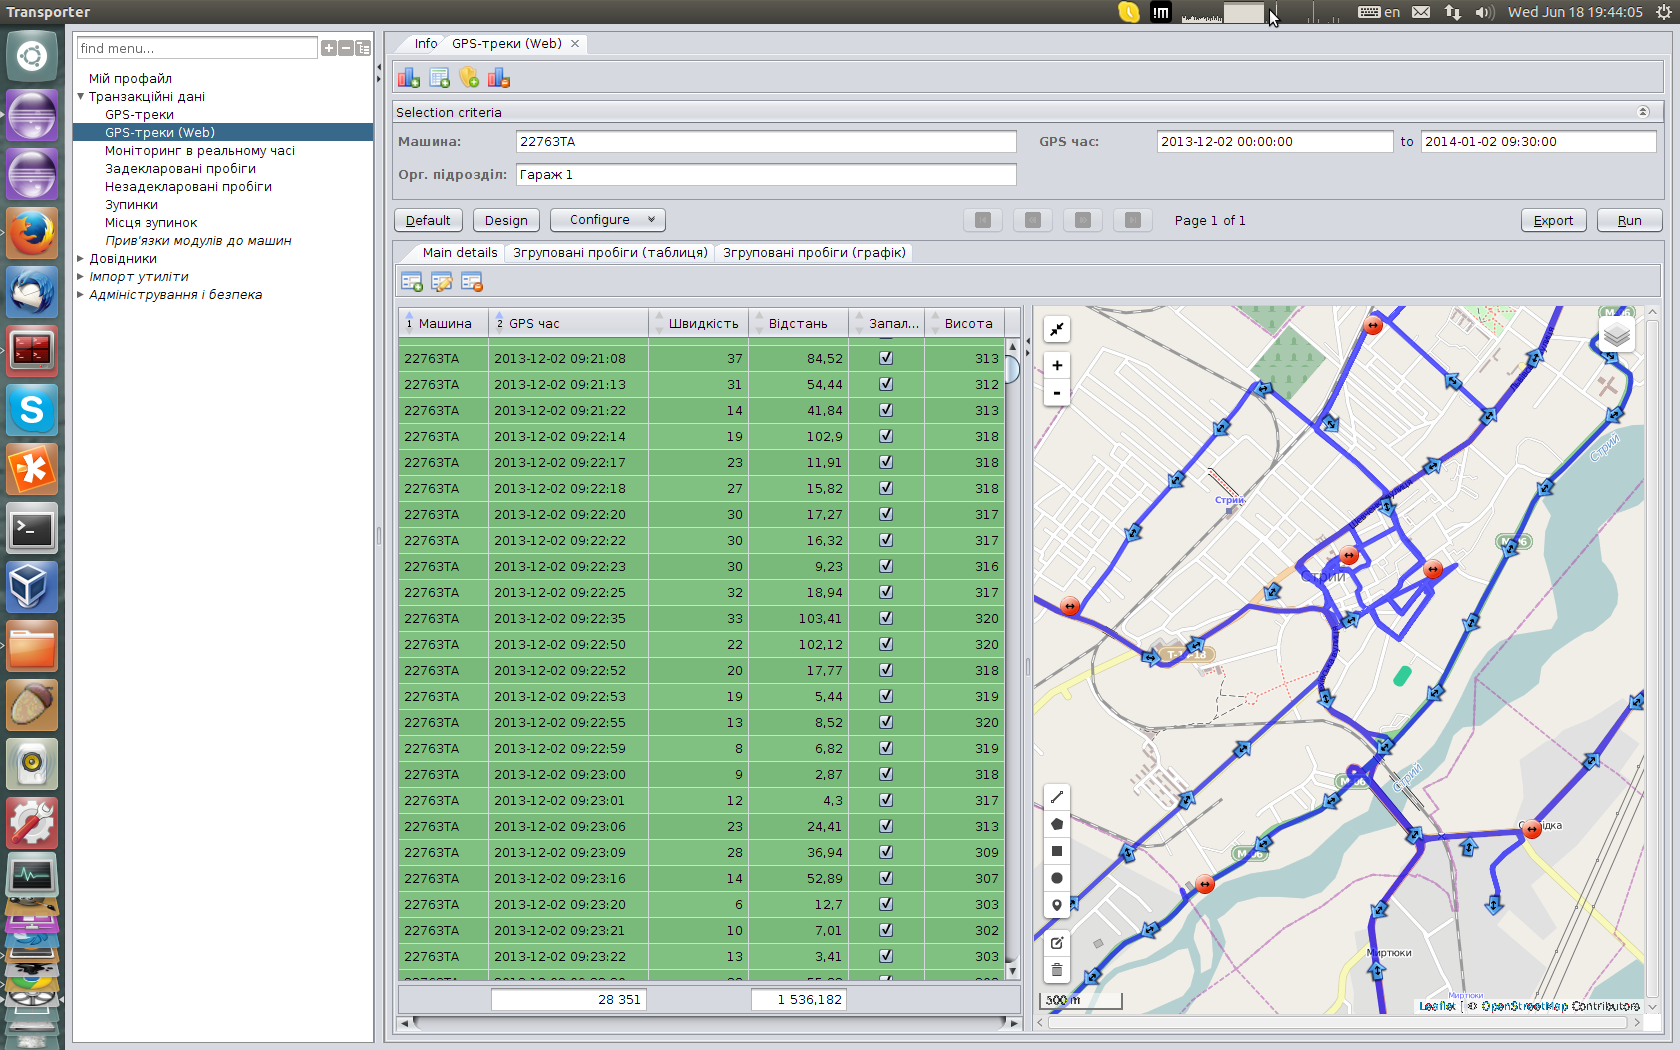 Transporter
en
Wed Jun 18 19:44:05
find menu...
Мій профайл
Транзакційні дані
GPS-треки
GPS-треки (Web)
Моніторинг в реальному часі
Задекларовані пробіги
Незадекларовані пробіги
Зупинки
Місця зупинок
Прив'язки модулів до машин
Довідники
Імпорт утиліти
Адміністрування і безпека
Info
GPS-треки (Web)
Selection criteria
Машина: 22763TA GPS час: 2013-12-02 00:00:00 to 2014-01-02 09:30:00
Орг. підрозділ: Гараж 1
Default Design Configure Page 1 of 1 Export Run
Main details Згруповані пробіги (таблиця) Згруповані пробіги (графік)
1 Машина 2 GPS час Швидкість Відстань Запал... Висота
22763TA 2013-12-02 09:21:08 37 84,52 313
22763TA 2013-12-02 09:21:13 31 54,44 312
22763TA 2013-12-02 09:21:22 14 41,84 313
22763TA 2013-12-02 09:22:14 19 102,9 318
22763TA 2013-12-02 09:22:17 23 11,91 318
22763TA 2013-12-02 09:22:18 27 15,82 318
22763TA 2013-12-02 09:22:20 30 17,27 317
22763TA 2013-12-02 09:22:22 30 16,32 317
22763TA 2013-12-02 09:22:23 30 9,23 316
22763TA 2013-12-02 09:22:25 32 18,94 317
22763TA 2013-12-02 09:22:35 33 103,41 320
22763TA 2013-12-02 09:22:50 22 102,12 320
22763TA 2013-12-02 09:22:52 20 17,77 318
22763TA 2013-12-02 09:22:53 19 5,44 319
22763TA 2013-12-02 09:22:55 13 8,52 320
22763TA 2013-12-02 09:22:59 8 6,82 319
22763TA 2013-12-02 09:23:00 9 2,87 318
22763TA 2013-12-02 09:23:01 12 4,3 317
22763TA 2013-12-02 09:23:06 23 24,41 313
22763TA 2013-12-02 09:23:09 28 36,94 309
22763TA 2013-12-02 09:23:16 14 52,89 307
22763TA 2013-12-02 09:23:20 6 12,7 303
22763TA 2013-12-02 09:23:21 10 7,01 302
22763TA 2013-12-02 09:23:22 13 3,41 303
28 351 1 536,182
+
-
Стрий
Стрий
Стрий
Стрий
Миртюки
Миртюки
500 m
Leaflet | © OpenStreetMap Contributors